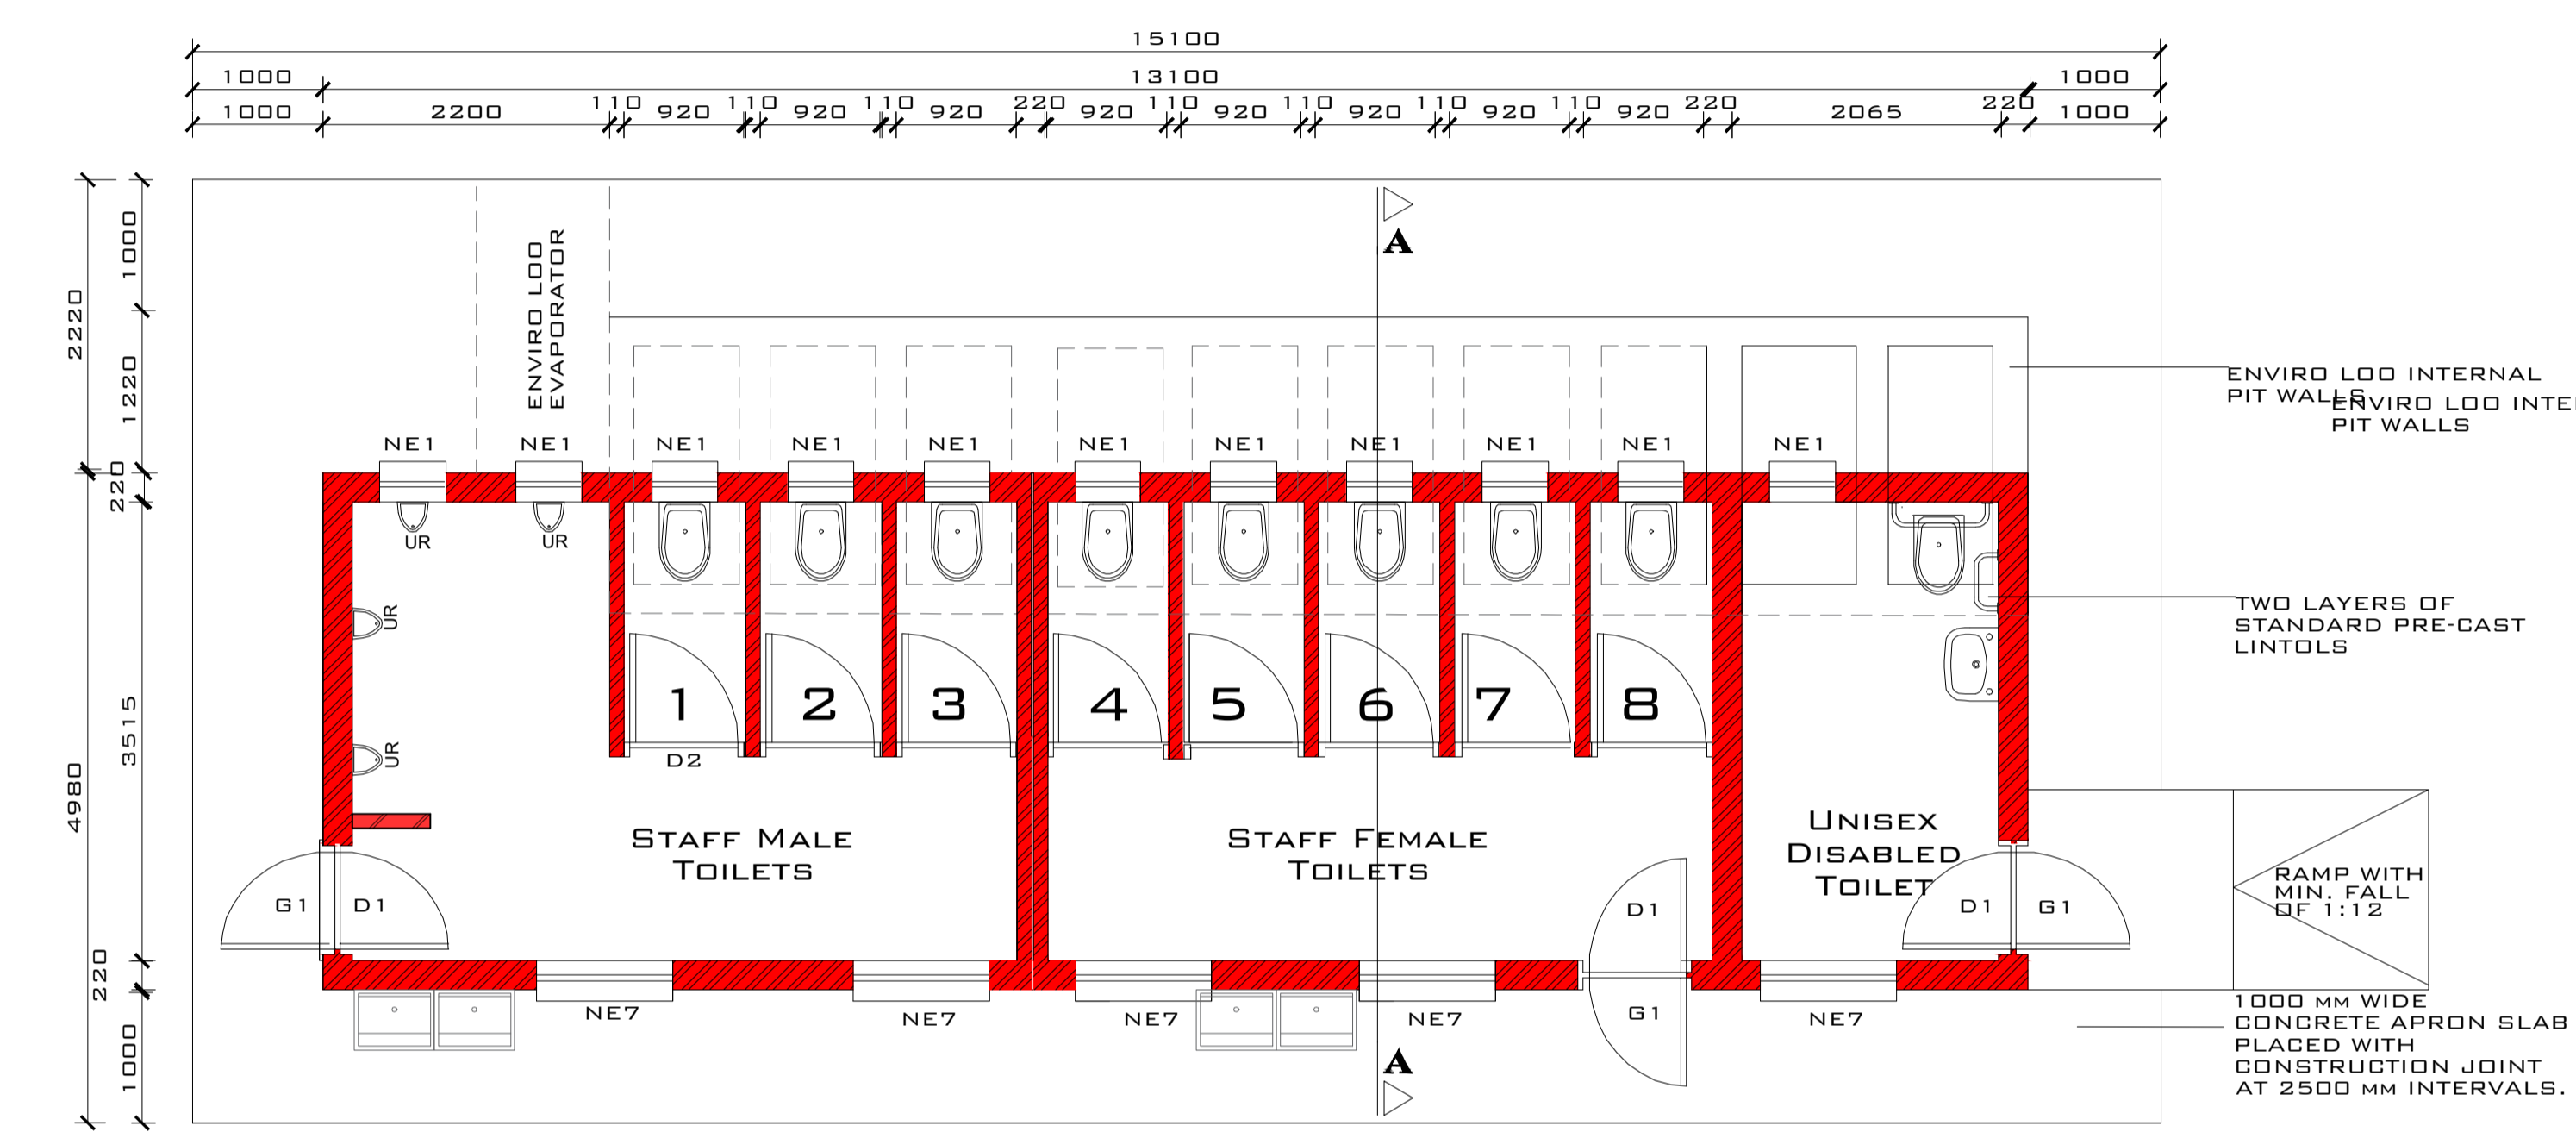 15100
1000
13100
1000
1000
2200
110
920
110
920
110
920
220
920
110
920
110
920
110
920
110
920
220
2065
220
1000
2220
1000
1220
220
3515
4980
220
1000
ENVIRO LOO
EVAPORATOR
A
ENVIRO LOO INTERNAL
PIT WALLS
ENVIRO LOO INTE
PIT WALLS
NE1
NE1
NE1
NE1
NE1
NE1
NE1
NE1
NE1
NE1
NE1
UR
UR
UR
UR
TWO LAYERS OF
STANDARD PRE-CAST
LINTOLS
1
2
3
4
5
6
7
8
D2
STAFF MALE
TOILETS
STAFF FEMALE
TOILETS
UNISEX
DISABLED
TOILET
G1
D1
D1
G1
D1
G1
RAMP WITH
MIN. FALL
OF 1:12
NE7
NE7
NE7
NE7
NE7
A
1000 MM WIDE
CONCRETE APRON SLAB
PLACED WITH
CONSTRUCTION JOINT
AT 2500 MM INTERVALS.